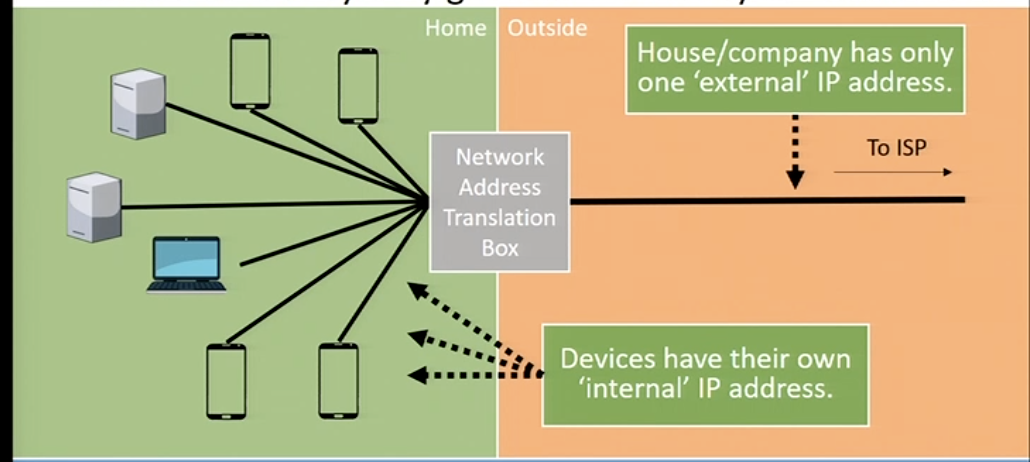 Home
Outside
House/company has only
one ‘external’ IP address.
To ISP
Network
Address
Translation
Box
Devices have their own
‘internal’ IP address.